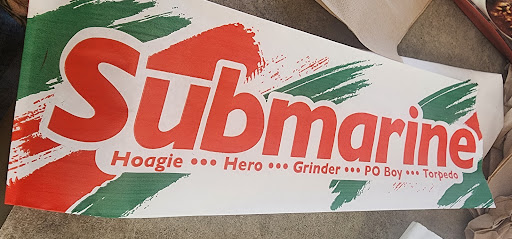 Submarine
Hoagie ••• Hero ••• Grinder ••• PO Boy ••• Torpedo